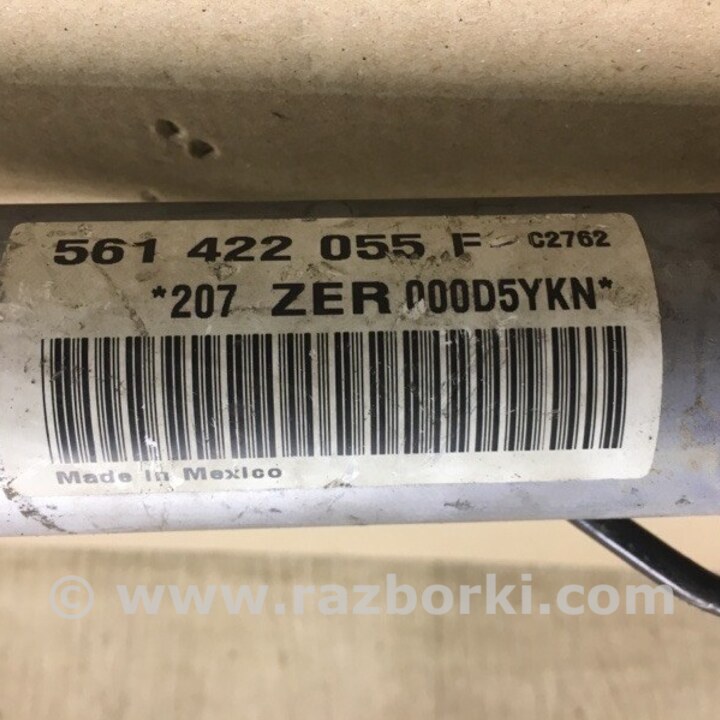 561 422 055 F C2762
*207 ZER 000D5YKN*
Made in Mexico
© www.razborki.com